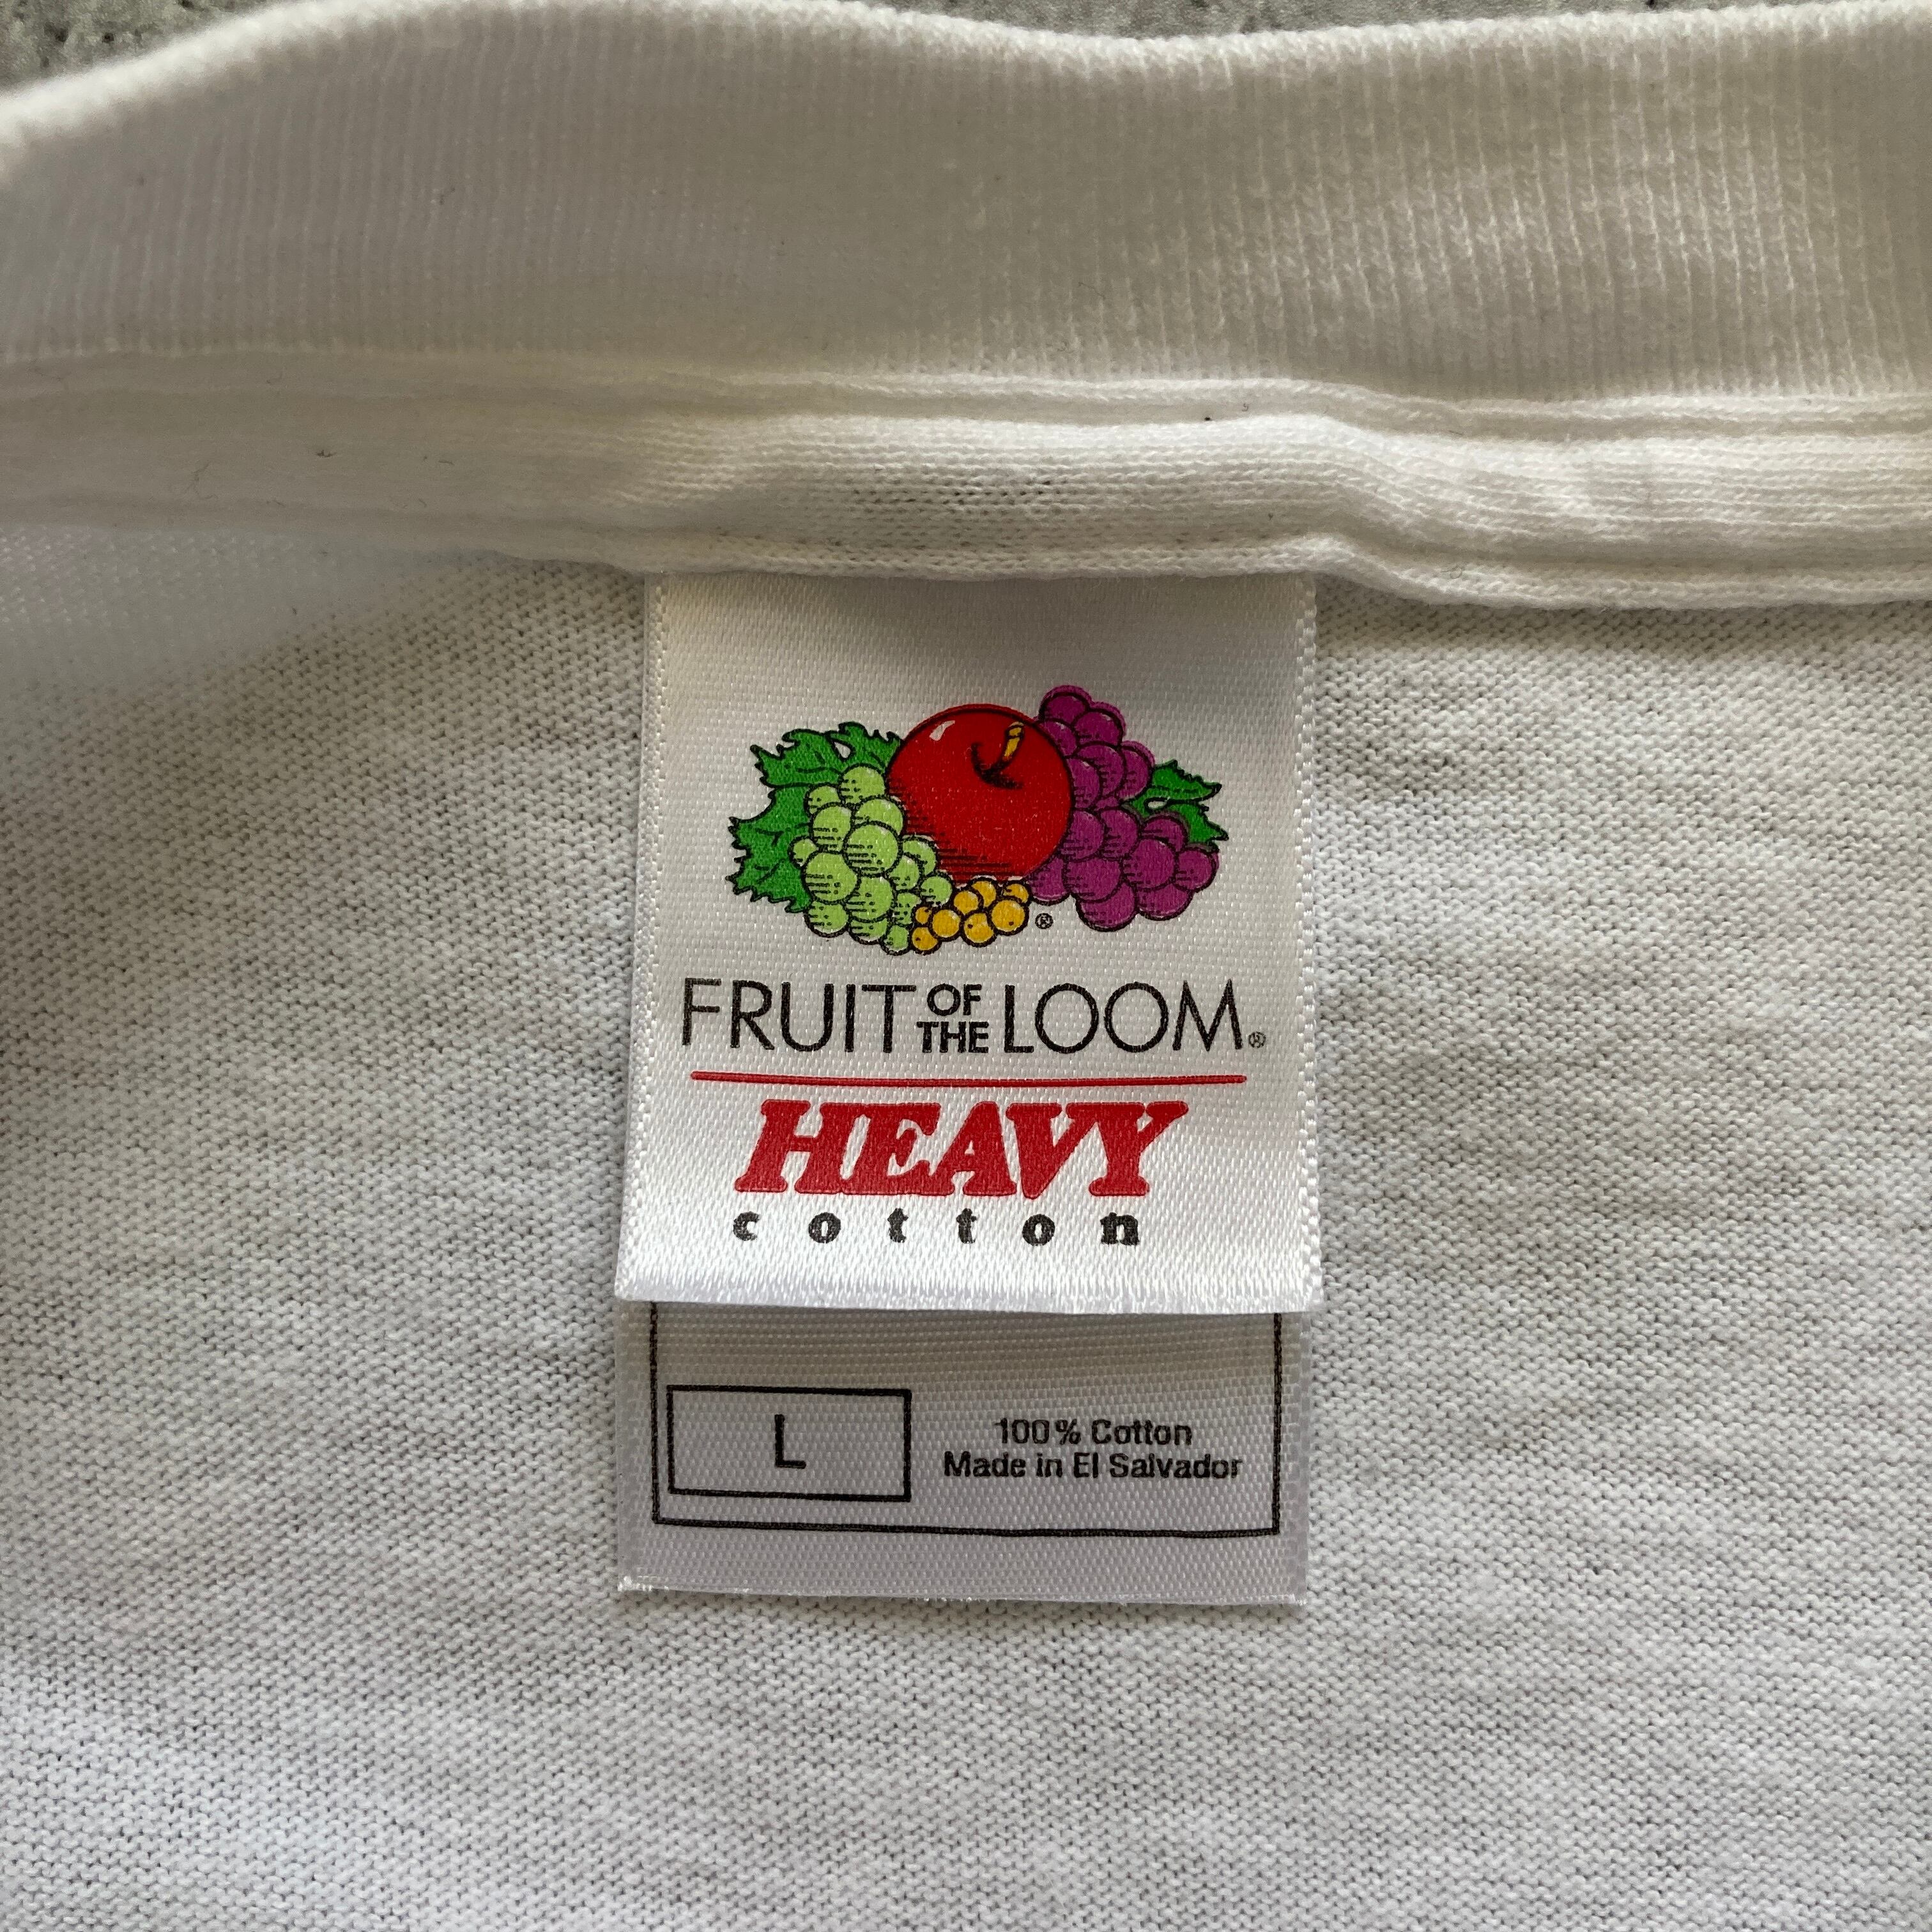 ®
FRUIT OF THE LOOM®
HEAVY
cotton
L
100% Cotton
Made in El Salvador